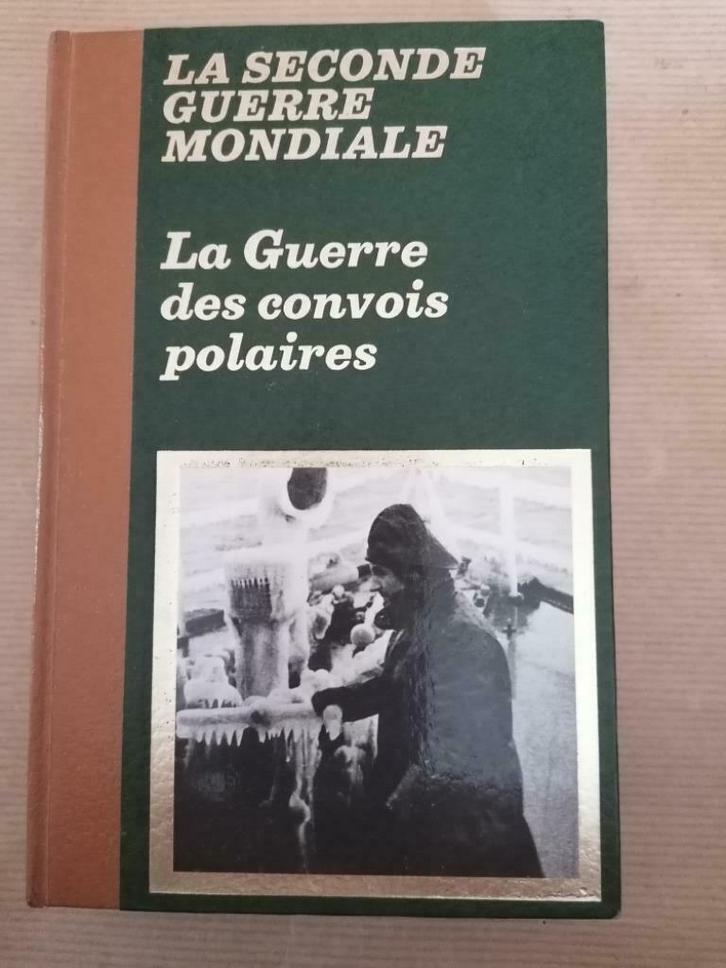 LA SECONDE
GUERRE
MONDIALE
La Guerre
des convois
polaires